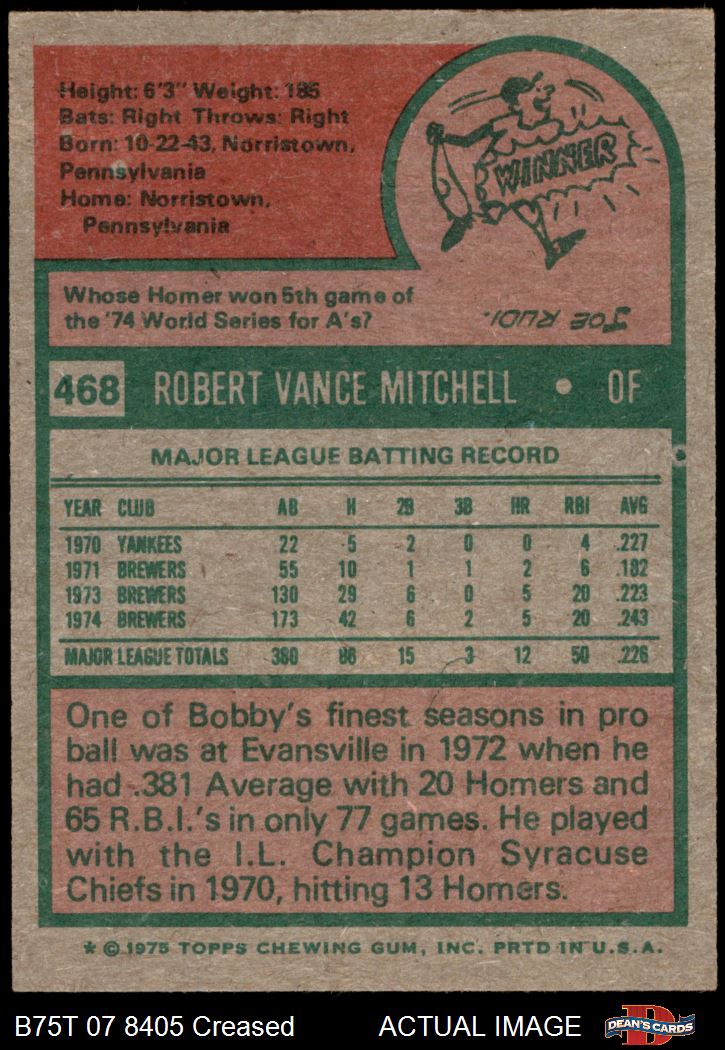 Height: 6'3" Weight: 185
Bats: Right Throws: Right
Born: 10-22-43, Norristown,
Pennsylvania
Home: Norristown,
Pennsylvania
WINNER
Whose Homer won 5th game of
the '74 World Series for A's?
JOE RUDI.
468 ROBERT VANCE MITCHELL • OF
MAJOR LEAGUE BATTING RECORD
YEAR CLUB AB H 2B 3B HR RBI AVG
1970 YANKEES 22 5 2 0 0 4 .227
1971 BREWERS 55 10 1 1 2 6 .182
1973 BREWERS 130 29 6 0 5 20 .223
1974 BREWERS 173 42 6 2 5 20 .243
MAJOR LEAGUE TOTALS 380 86 15 3 12 50 .226
One of Bobby's finest seasons in pro
ball was at Evansville in 1972 when he
had .381 Average with 20 Homers and
65 R.B.I.'s in only 77 games. He played
with the I.L. Champion Syracuse
Chiefs in 1970, hitting 13 Homers.
* © 1975 TOPPS CHEWING GUM, INC. PRTD IN U.S.A.
B75T 07 8405 Creased ACTUAL IMAGE
D
DEAN'S CARDS